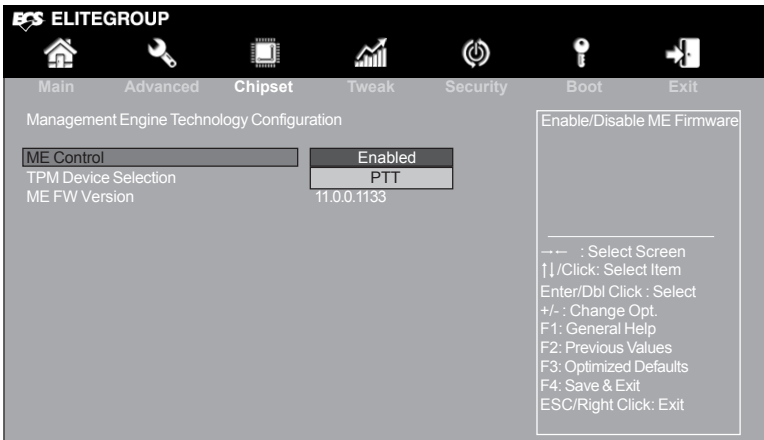 ECS ELITEGROUP
Main Advanced Chipset Tweak Security Boot Exit
Management Engine Technology Configuration
ME Control Enabled
TPM Device Selection PTT
ME FW Version 11.0.0.1133
Enable/Disable ME Firmware
→← : Select Screen
↑↓/Click: Select Item
Enter/Dbl Click : Select
+/- : Change Opt.
F1: General Help
F2: Previous Values
F3: Optimized Defaults
F4: Save & Exit
ESC/Right Click: Exit